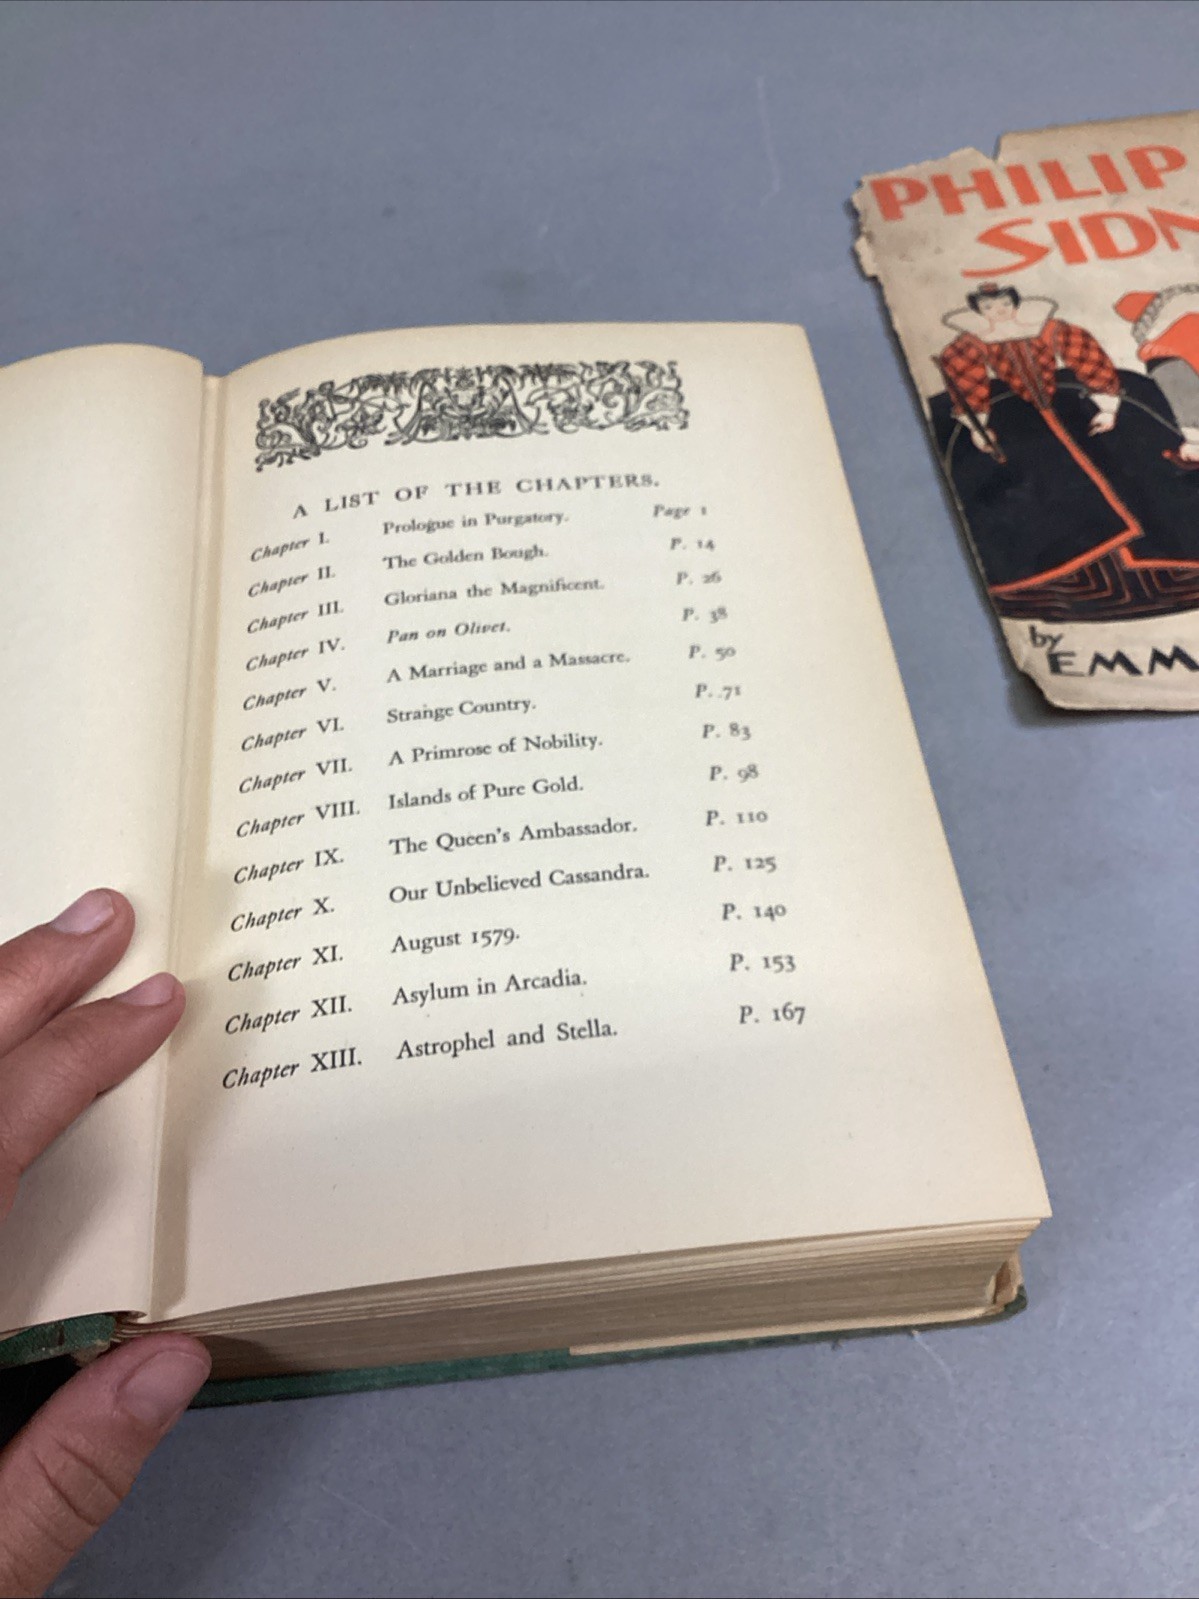 A LIST OF THE CHAPTERS.
Chapter I. Prologue in Purgatory. Page 1
Chapter II. The Golden Bough. P. 14
Chapter III. Gloriana the Magnificent. P. 26
Chapter IV. Pan on Olivet. P. 38
Chapter V. A Marriage and a Massacre. P. 50
Chapter VI. Strange Country. P. 71
Chapter VII. A Primrose of Nobility. P. 83
Chapter VIII. Islands of Pure Gold. P. 98
Chapter IX. The Queen's Ambassador. P. 110
Chapter X. Our Unbelieved Cassandra. P. 125
Chapter XI. August 1579. P. 140
Chapter XII. Asylum in Arcadia. P. 153
Chapter XIII. Astrophel and Stella. P. 167
PHILIP
SIDN
by
EMM